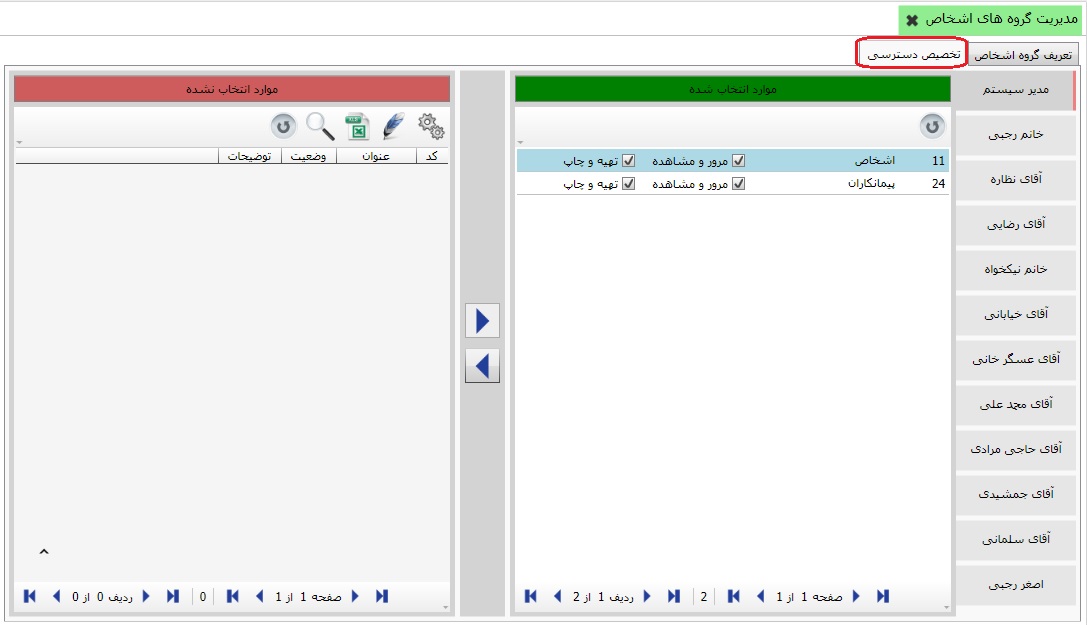 مدیریت گروه های اشخاص
تعریف گروه اشخاص
تخصیص دسترسی
مدیر سیستم
خانم رجبی
آقای نظاره
آقای رضایی
خانم نیکخواه
آقای خیابانی
آقای عسگر خانی
آقای محمد علی
آقای حاجی مرادی
آقای جمشیدی
آقای سلمانی
اصغر رجبی
موارد انتخاب شده
11 اشخاص مرور و مشاهده تهیه و چاپ
24 پیمانکاران مرور و مشاهده تهیه و چاپ
صفحه 1 از 1 2 ردیف 1 از 2
موارد انتخاب نشده
کد عنوان وضعیت توضیحات
صفحه 1 از 1 0 ردیف 0 از 0